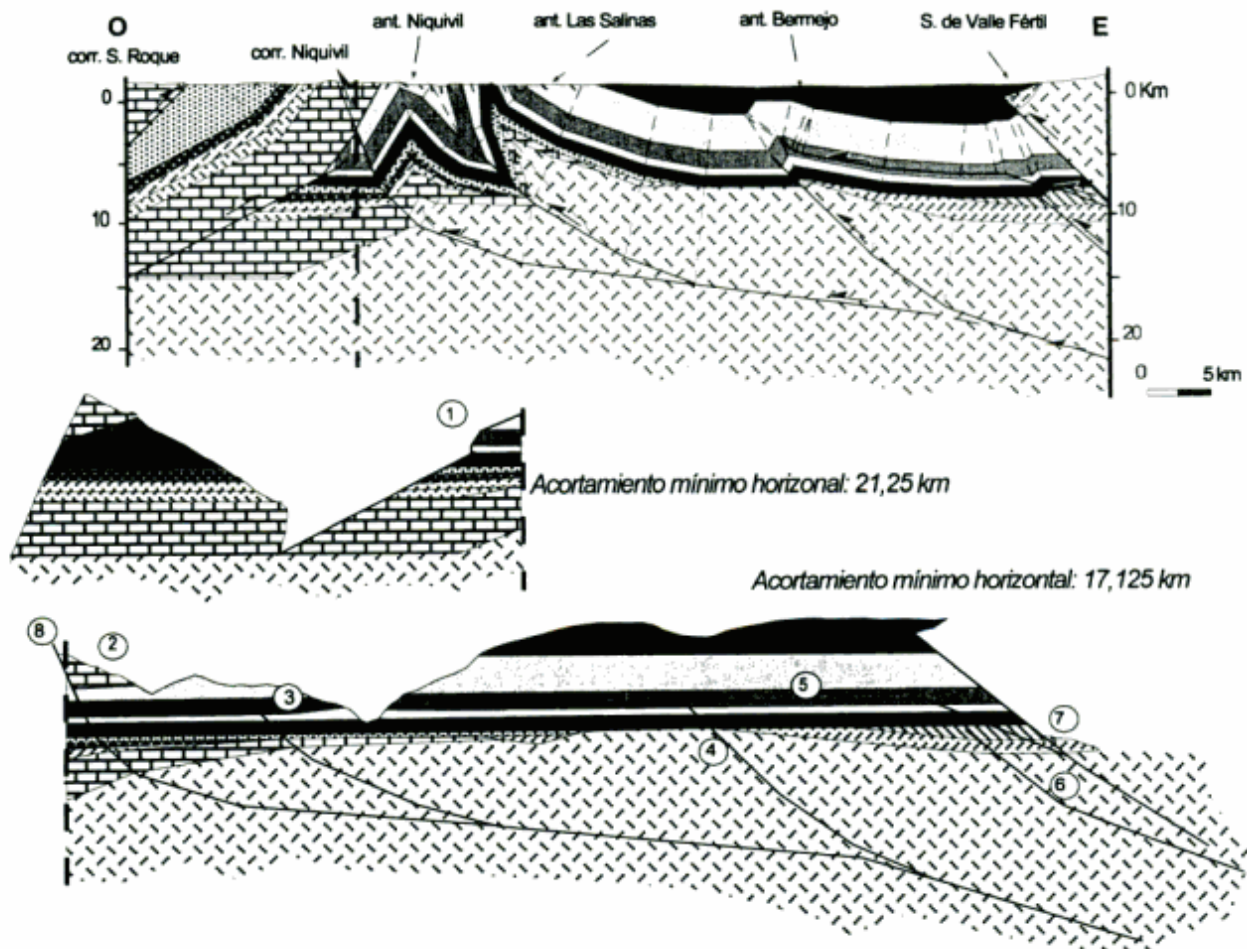 O
corr. S. Roque
corr. Niquivil
ant. Niquivil
ant. Las Salinas
ant. Bermejo
S. de Valle Fértil
E
0
10
20
0 Km
10
20
0 5 km
1
Acortamiento mínimo horizonal: 21,25 km
Acortamiento mínimo horizontal: 17,125 km
8
2
3
5
7
4
6